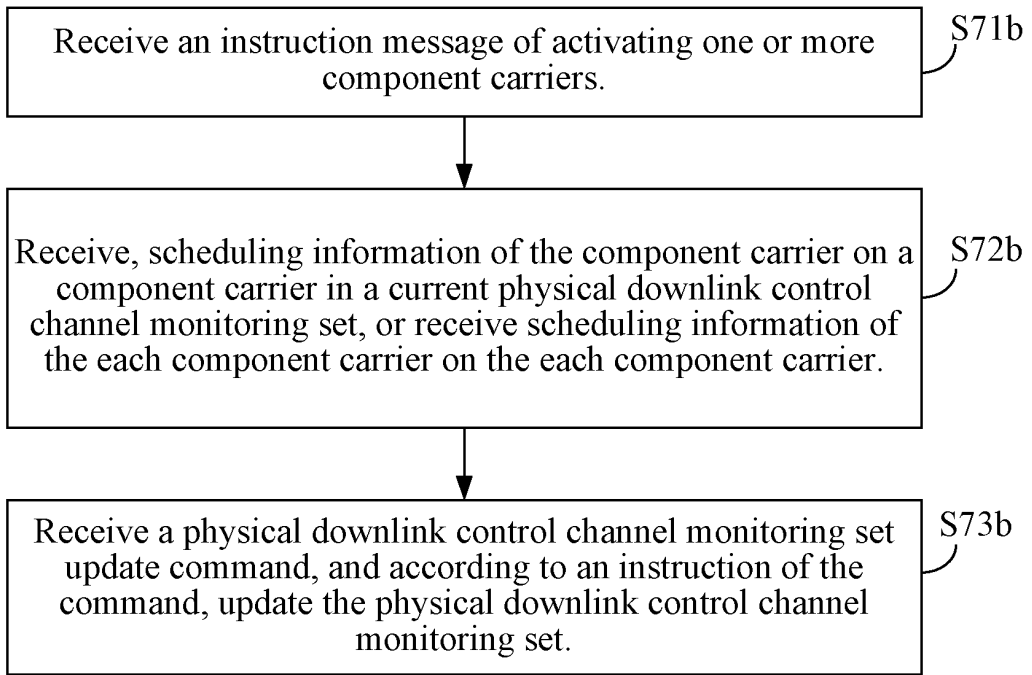 Receive an instruction message of activating one or more
component carriers.
S71b
Receive, scheduling information of the component carrier on a
component carrier in a current physical downlink control
channel monitoring set, or receive scheduling information of
the each component carrier on the each component carrier.
S72b
Receive a physical downlink control channel monitoring set
update command, and according to an instruction of the
command, update the physical downlink control channel
monitoring set.
S73b